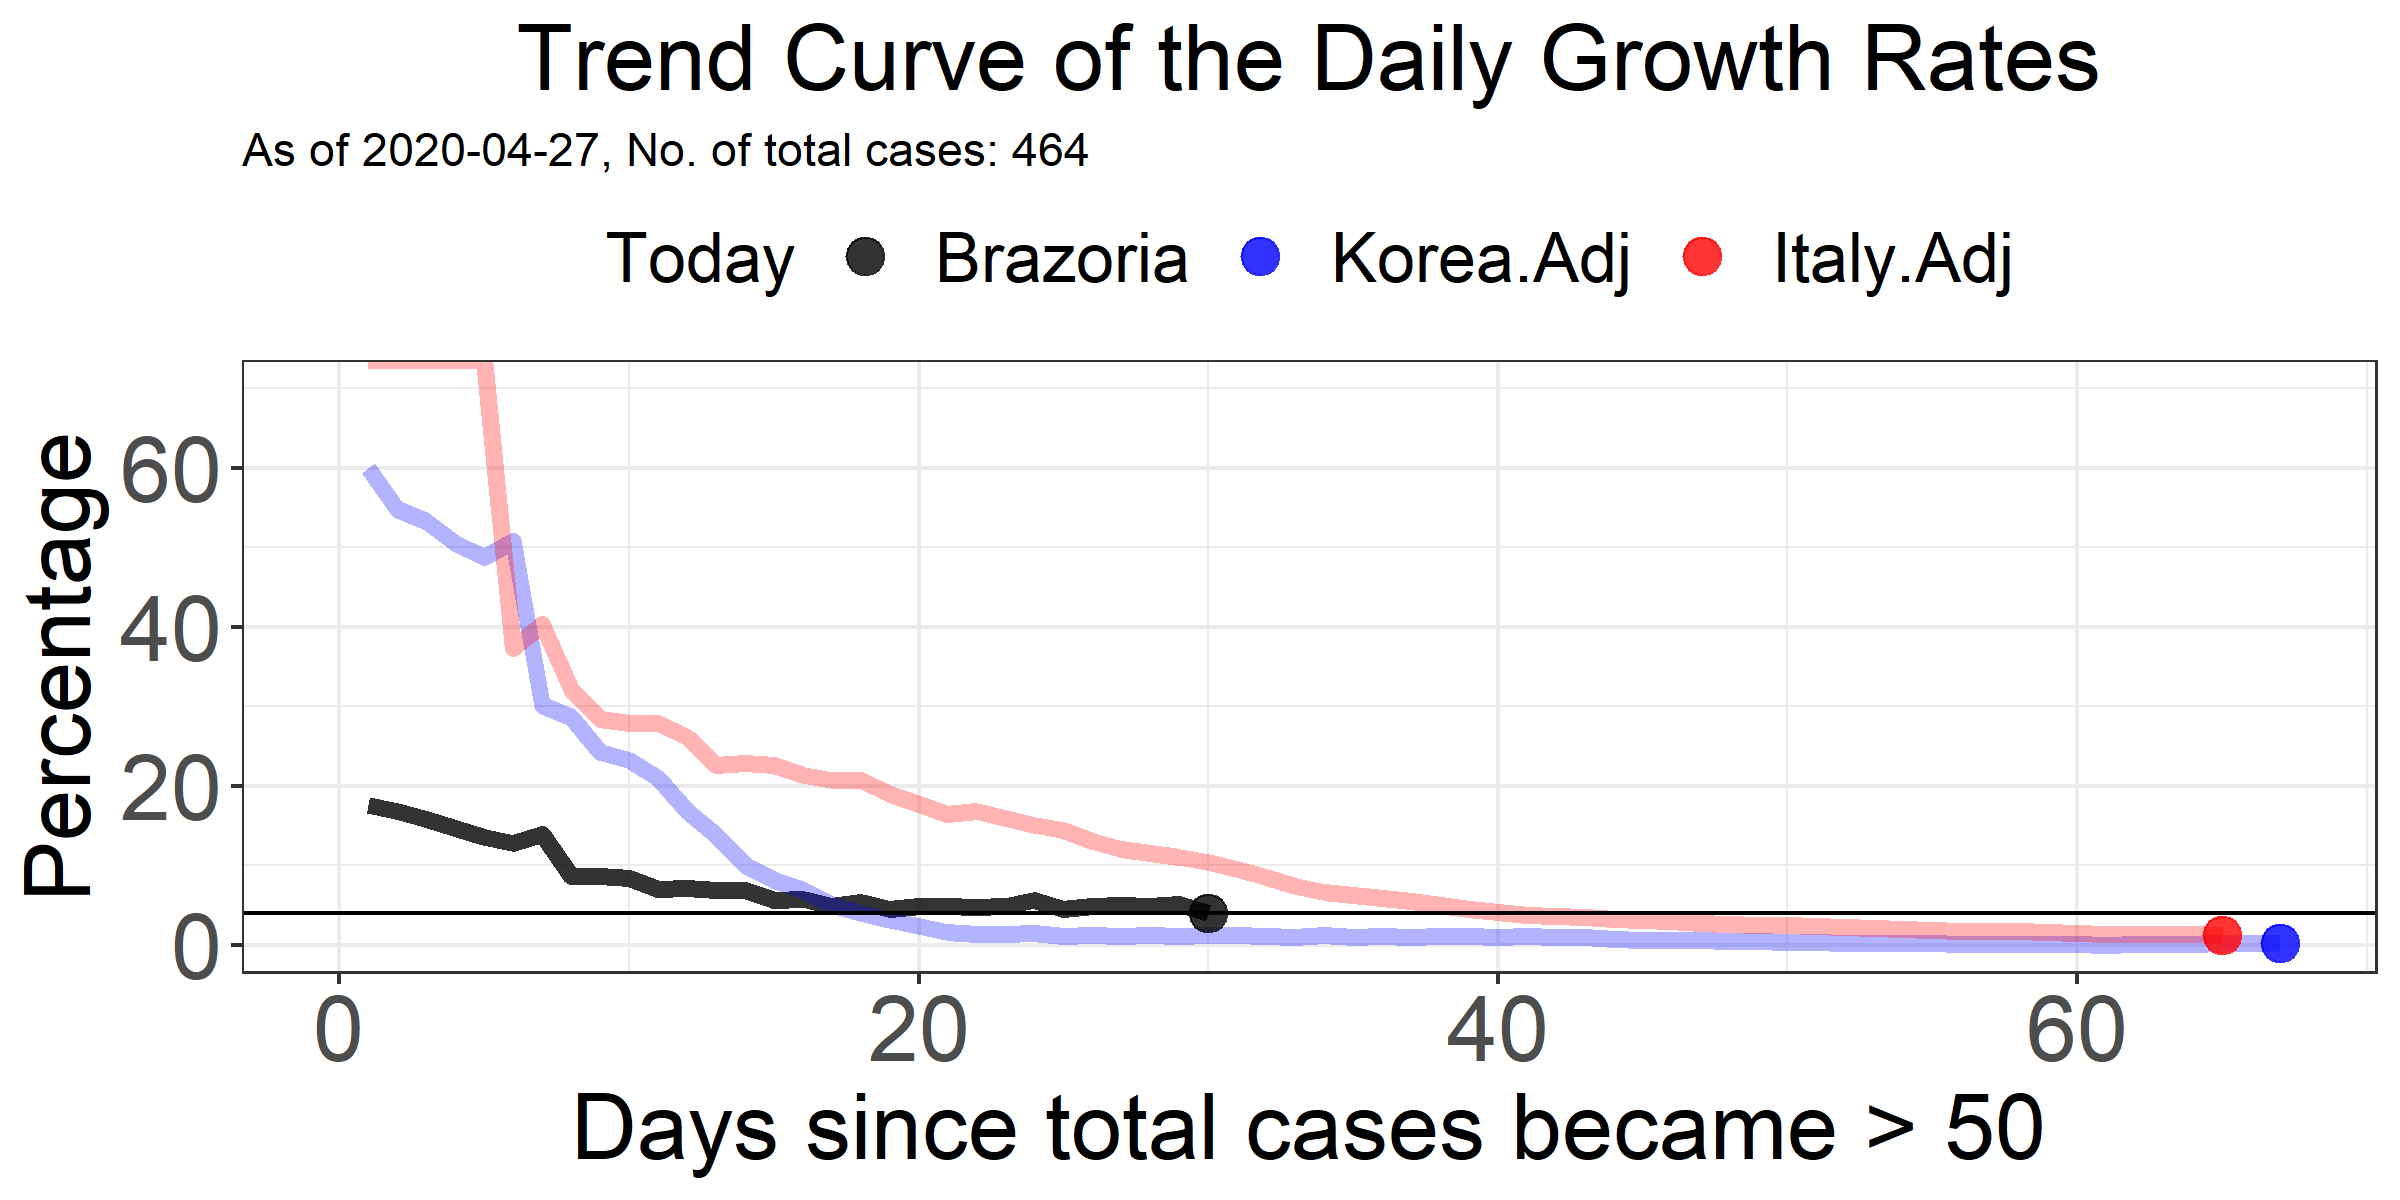 Trend Curve of the Daily Growth Rates
As of 2020-04-27, No. of total cases: 464
Today Brazoria Korea.Adj Italy.Adj
Percentage
60
40
20
0
0 20 40 60
Days since total cases became > 50